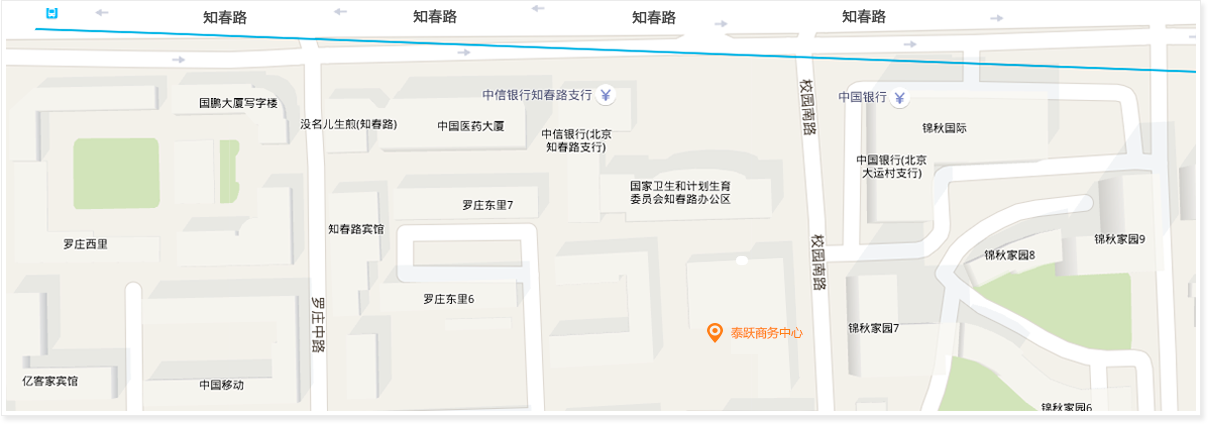 知春路
知春路
知春路
知春路
国鹏大厦写字楼
没名儿生煎(知春路)
中国医药大厦
中信银行知春路支行
中信银行(北京
知春路支行)
校园南路
中国银行
锦秋国际
中国银行(北京
大运村支行)
国家卫生和计划生育
委员会知春路办公区
罗庄东里7
知春路宾馆
罗庄西里
校园南路
锦秋家园9
锦秋家园8
罗庄东里6
罗庄中路
泰跃商务中心
锦秋家园7
亿客家宾馆
中国移动
锦秋家园6